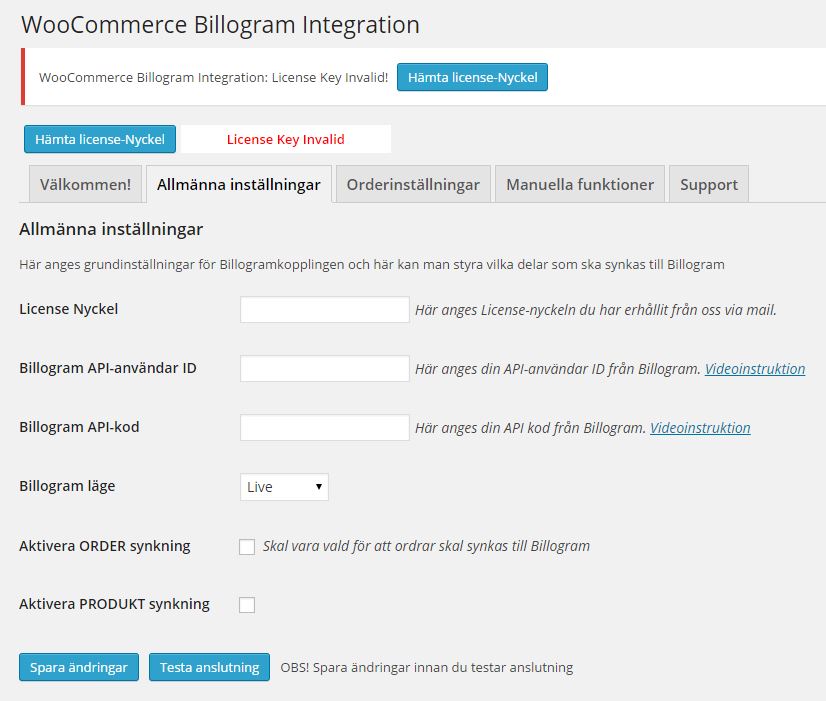 WooCommerce Billogram Integration
WooCommerce Billogram Integration: License Key Invalid! Hämta license-Nyckel
Hämta license-Nyckel License Key Invalid
Välkommen! Allmänna inställningar Orderinställningar Manuella funktioner Support
Allmänna inställningar
Här anges grundinställningar för Billogramkopplingen och här kan man styra vilka delar som ska synkas till Billogram
License Nyckel Här anges License-nyckeln du har erhållit från oss via mail.
Billogram API-användar ID Här anges din API-användar ID från Billogram. Videoinstruktion
Billogram API-kod Här anges din API kod från Billogram. Videoinstruktion
Billogram läge Live
Aktivera ORDER synkning Skal vara vald för att ordrar skal synkas till Billogram
Aktivera PRODUKT synkning
Spara ändringar Testa anslutning OBS! Spara ändringar innan du testar anslutning